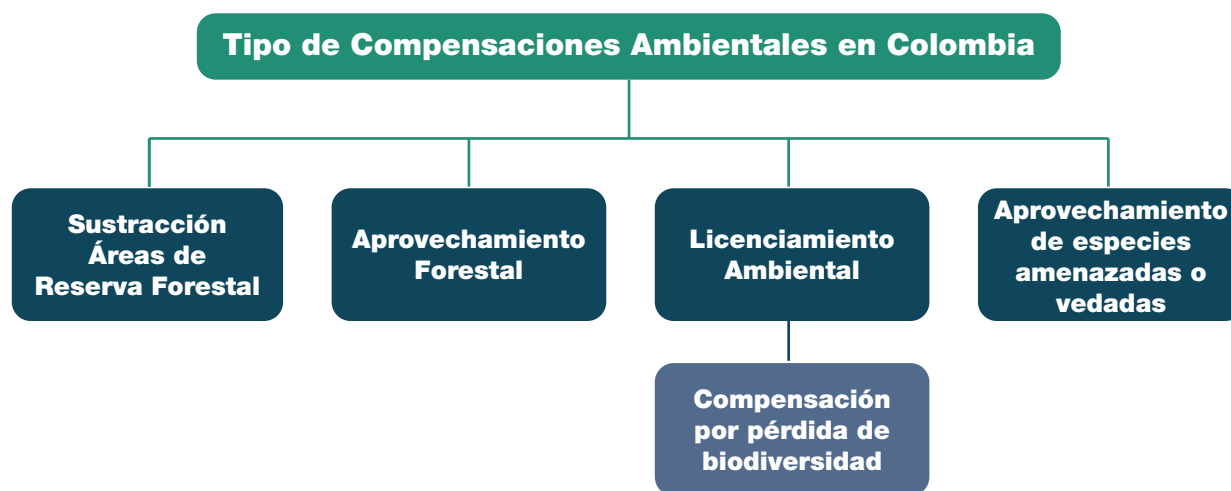 Tipo de Compensaciones Ambientales en Colombia
Sustracción
Áreas de
Reserva Forestal
Aprovechamiento
Forestal
Licenciamiento
Ambiental
Aprovechamiento
de especies
amenazadas o
vedadas
Compensación
por pérdida de
biodiversidad